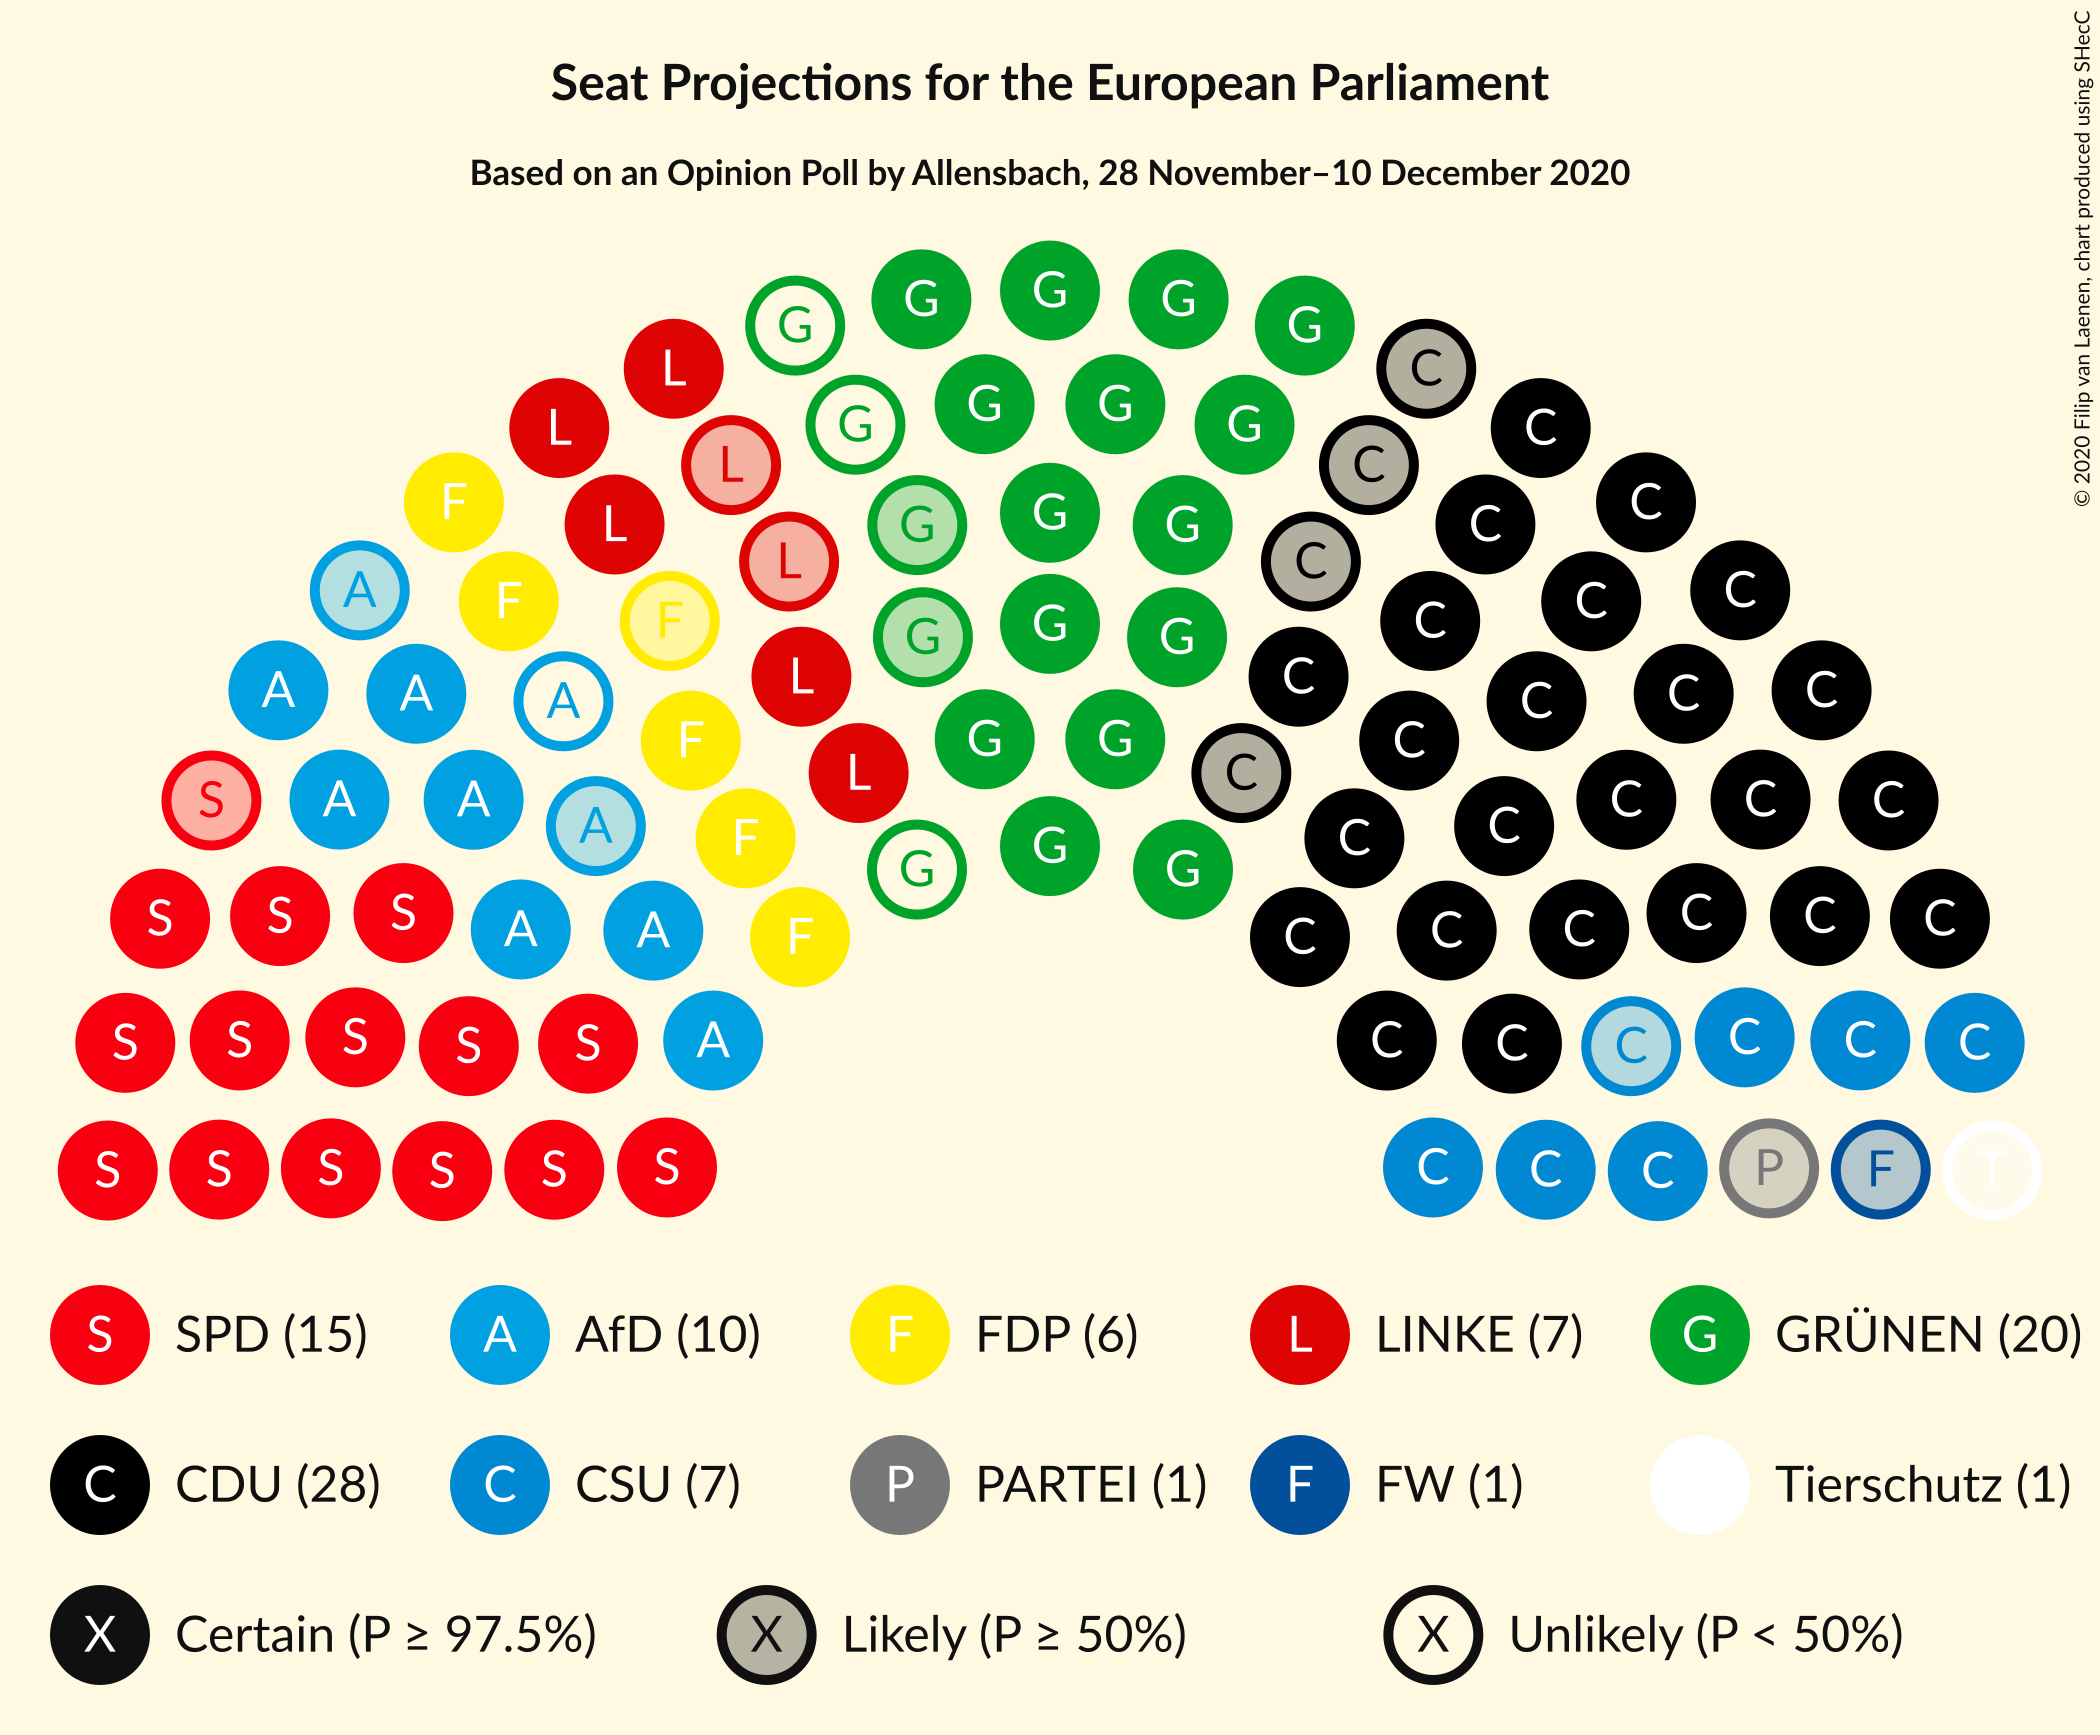 Seat Projections for the European Parliament
Based on an Opinion Poll by Allensbach, 28 November–10 December 2020
© 2020 Filip van Laenen, chart produced using SHecC
G G G G G
L C
G G G G
L C
L C
F C
G G G
L C
A F L C C C
G G G
F C
A A A L C C C C
F G G C
S A A A L C C C C
F G G G C
S S S A A F C C C C C C
S S S S S A C C C C C C
S S S S S S C C C P F T
S SPD (15) A AfD (10) F FDP (6) L LINKE (7) G GRÜNEN (20)
C CDU (28) C CSU (7) P PARTEI (1) F FW (1) Tierschutz (1)
X Certain (P ≥ 97.5%) X Likely (P ≥ 50%) X Unlikely (P < 50%)